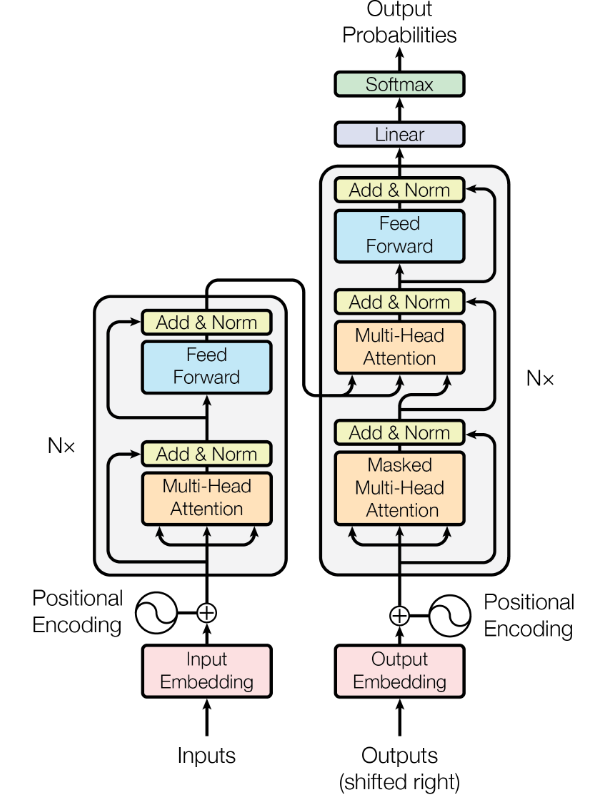 Output
Probabilities
Softmax
Linear
Add & Norm
Feed
Forward
Add & Norm
Multi-Head
Attention
Add & Norm
Masked
Multi-Head
Attention
N×
Add & Norm
Feed
Forward
Add & Norm
Multi-Head
Attention
N×
Positional
Encoding
Positional
Encoding
Input
Embedding
Output
Embedding
Inputs
Outputs
(shifted right)